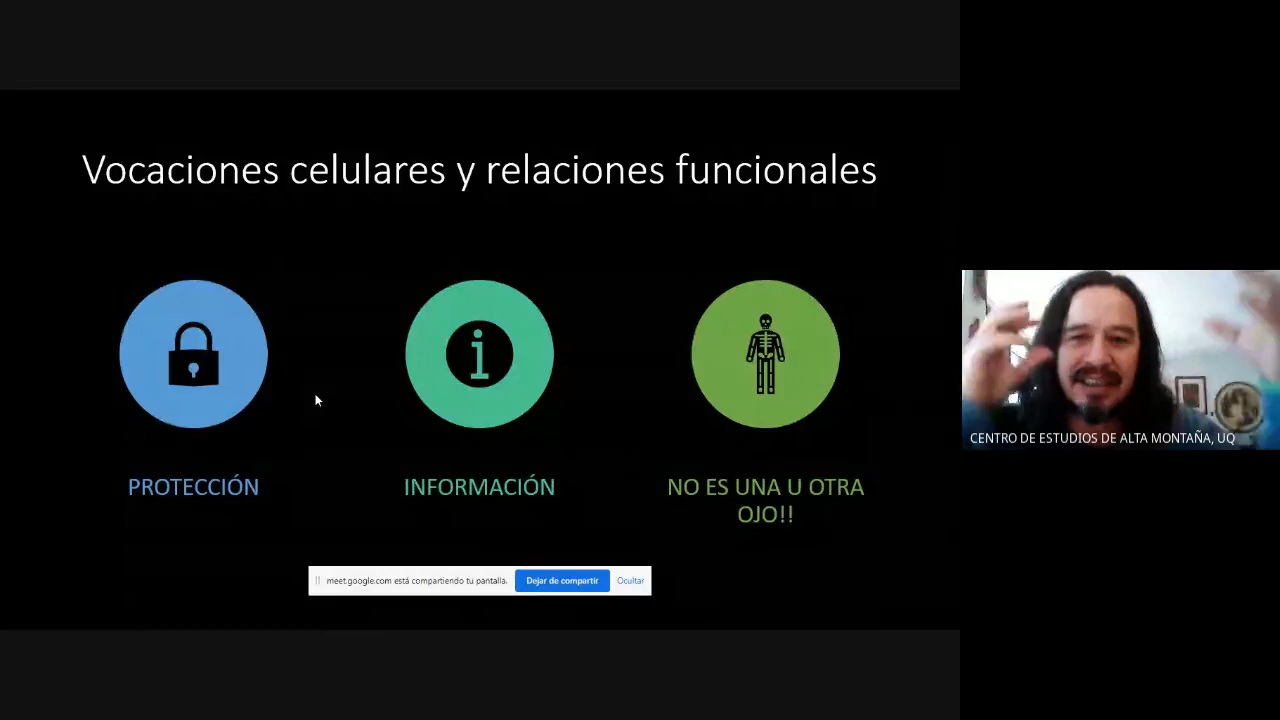 Vocaciones celulares y relaciones funcionales
PROTECCIÓN
INFORMACIÓN
NO ES UNA U OTRA
OJO!!
CENTRO DE ESTUDIOS DE ALTA MONTAÑA, UQ
meet.google.com está compartiendo tu pantalla. Dejar de compartir Ocultar